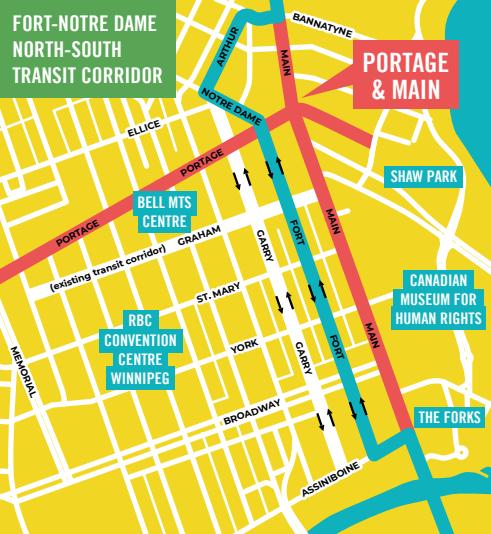 FORT-NOTRE DAME
NORTH-SOUTH
TRANSIT CORRIDOR
BANNATYNE
ARTHUR
MAIN
PORTAGE
& MAIN
NOTRE DAME
ELLICE
PORTAGE
SHAW PARK
BELL MTS
CENTRE
PORTAGE
GRAHAM
(existing transit corridor)
GARRY
FORT
MAIN
CANADIAN
MUSEUM FOR
HUMAN RIGHTS
ST. MARY
RBC
CONVENTION
CENTRE
WINNIPEG
YORK
GARRY
FORT
MAIN
MEMORIAL
BROADWAY
THE FORKS
ASSINIBOINE